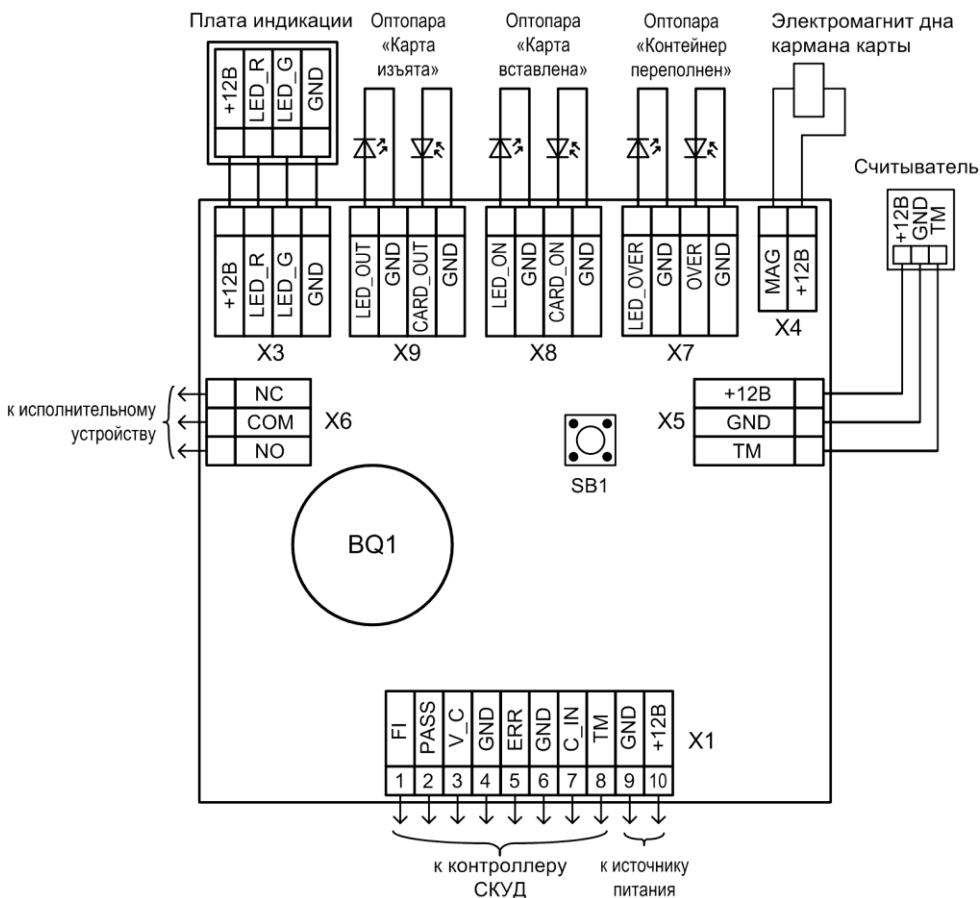 Плата индикации
Оптопара
«Карта
изъята»
Оптопара
«Карта
вставлена»
Оптопара
«Контейнер
переполнен»
Электромагнит дна
кармана карты
+12В
LED_R
LED_G
GND
Считыватель
+12В
GND
TM
+12В
LED_R
LED_G
GND
X3
LED_OUT
GND
CARD_OUT
GND
X9
LED_ON
GND
CARD_ON
GND
X8
LED_OVER
GND
OVER
GND
X7
MAG
+12В
X4
к исполнительному
устройству
NC
COM
NO
X6
SB1
X5
+12В
GND
TM
BQ1
FI
PASS
V_C
GND
ERR
GND
C_IN
TM
GND
+12В
X1
1 2 3 4 5 6 7 8 9 10
к контроллеру
СКУД
к источнику
питания